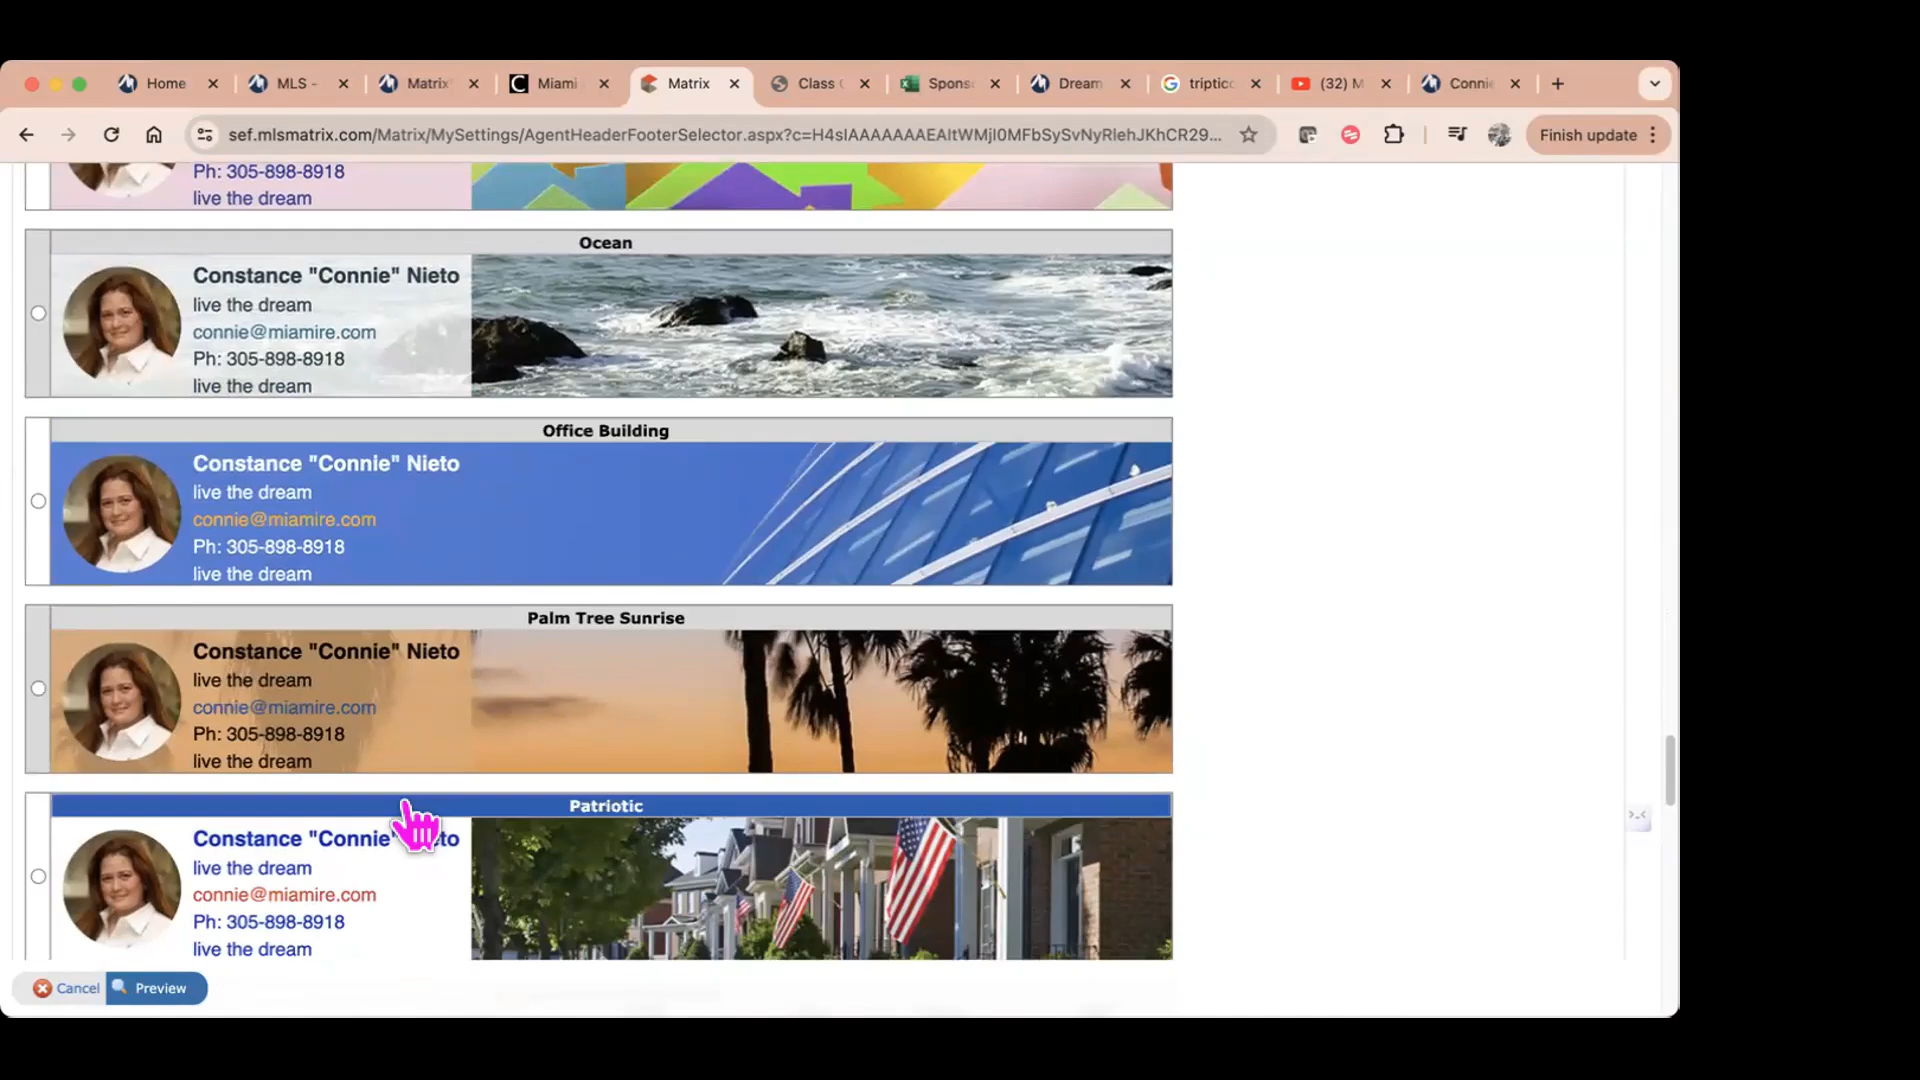 Home
MLS -
Matrix
Miami
Matrix
Class
Spons
Dream
triptic
(32) M
Connie
sef.mlsmatrix.com/Matrix/MySettings/AgentHeaderFooterSelector.aspx?c=H4sIAAAAAAAEAItWMjI0MFbSySvNyRlehJKhCR29...
Finish update
Ph: 305-898-8918
live the dream
Ocean
Constance "Connie" Nieto
live the dream
connie@miamire.com
Ph: 305-898-8918
live the dream
Office Building
Constance "Connie" Nieto
live the dream
connie@miamire.com
Ph: 305-898-8918
live the dream
Palm Tree Sunrise
Constance "Connie" Nieto
live the dream
connie@miamire.com
Ph: 305-898-8918
live the dream
Patriotic
Constance "Connie" Nieto
live the dream
connie@miamire.com
Ph: 305-898-8918
live the dream
Cancel
Preview